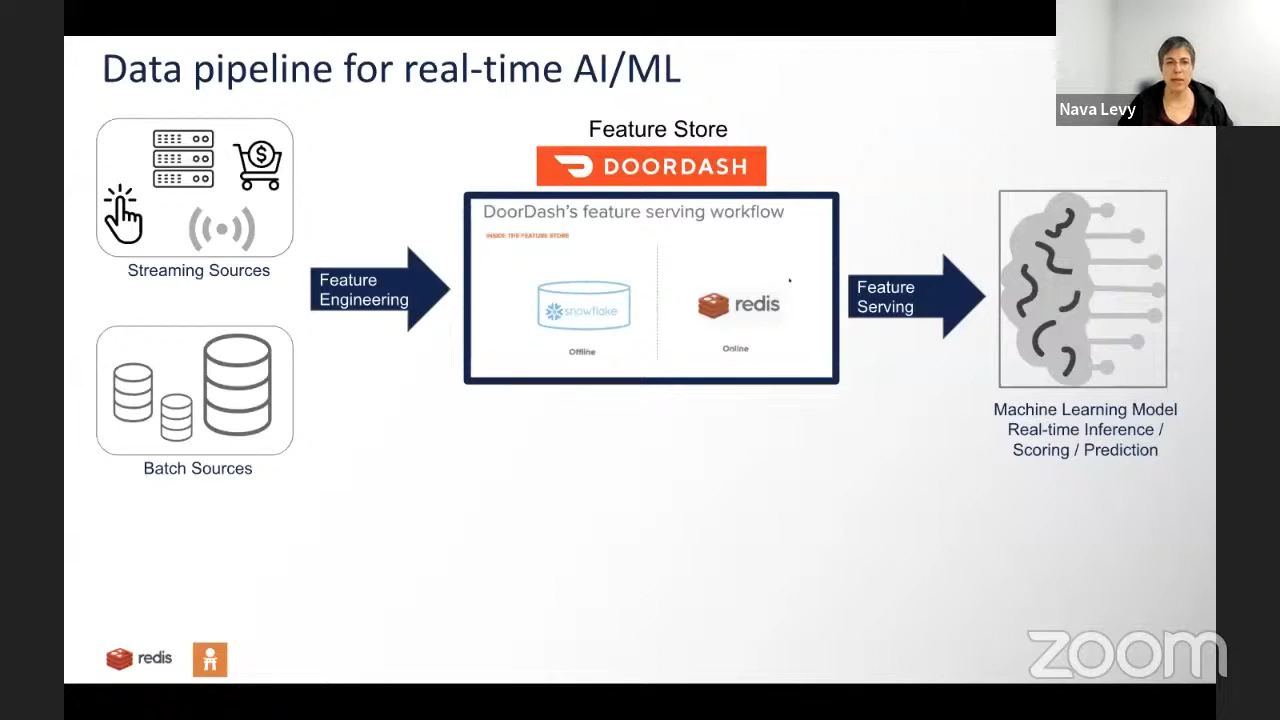 Data pipeline for real-time AI/ML
Nava Levy
Feature Store
DOORDASH
DoorDash's feature serving workflow
INSIDE THE FEATURE STORE
Streaming Sources
Feature
Engineering
snowflake
redis
Offline
Online
Feature
Serving
Batch Sources
Machine Learning Model
Real-time Inference /
Scoring / Prediction
redis
zoom